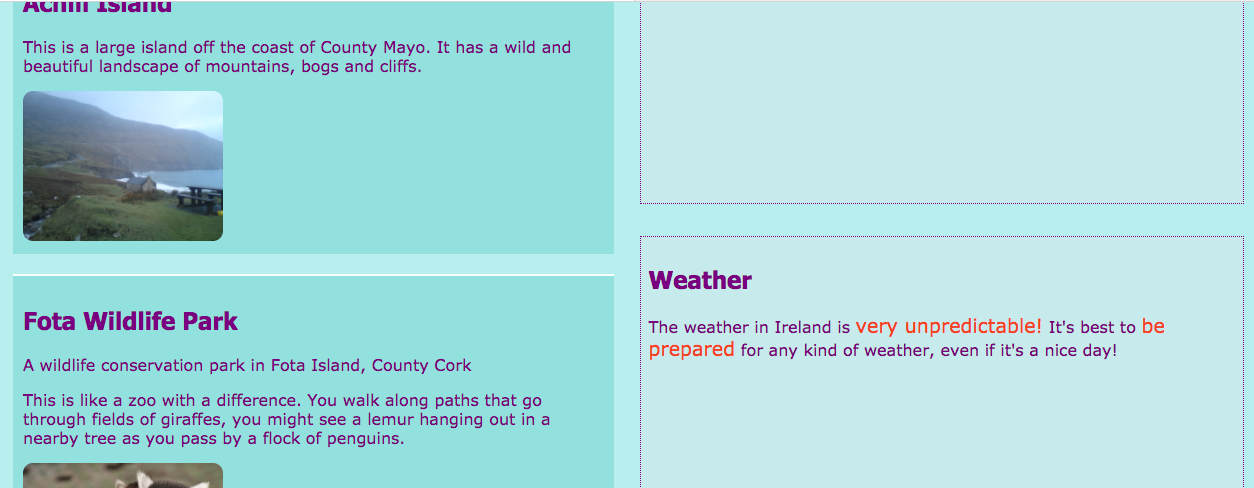 Achill Island
This is a large island off the coast of County Mayo. It has a wild and
beautiful landscape of mountains, bogs and cliffs.
Fota Wildlife Park
A wildlife conservation park in Fota Island, County Cork
This is like a zoo with a difference. You walk along paths that go
through fields of giraffes, you might see a lemur hanging out in a
nearby tree as you pass by a flock of penguins.
Weather
The weather in Ireland is very unpredictable! It's best to be
prepared for any kind of weather, even if it's a nice day!